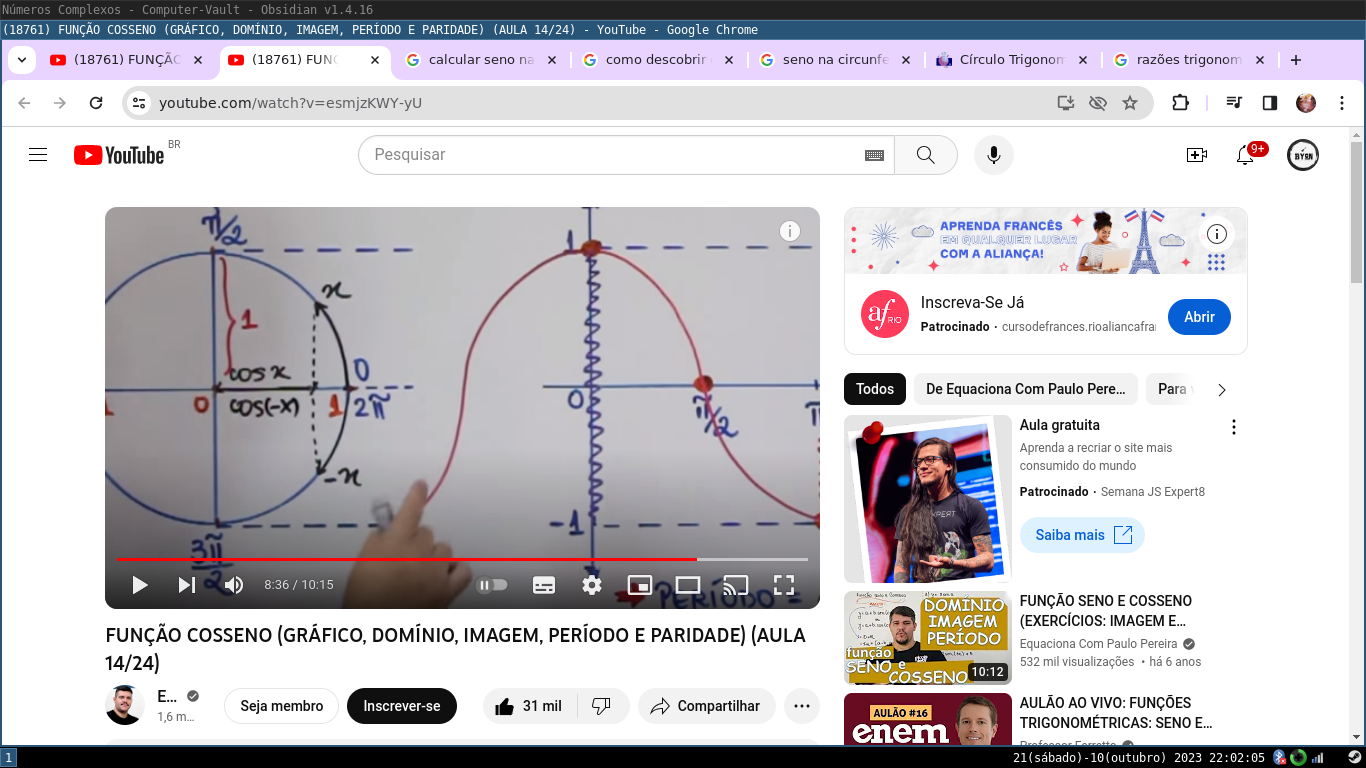 Números Complexos - Computer-Vault - Obsidian v1.4.16
(18761) FUNÇÃO COSSENO (GRÁFICO, DOMÍNIO, IMAGEM, PERÍODO E PARIDADE) (AULA 14/24) - YouTube - Google Chrome
(18761) FUNÇÃO
(18761) FUNÇ
calcular seno na
como descobrir
seno na circunfe
Círculo Trigonom
razões trigonom
youtube.com/watch?v=esmjzKWY-yU
YouTube BR
Pesquisar
9+
BYRN
π/2
1
x
cos x
0
0
cos(-x)
1
2π
-x
3π/2
1
0
π/2
-1
PERÍODO =
8:36 / 10:15
FUNÇÃO COSSENO (GRÁFICO, DOMÍNIO, IMAGEM, PERÍODO E PARIDADE) (AULA
14/24)
E...
1,6 m...
Seja membro
Inscrever-se
31 mil
Compartilhar
APRENDA FRANCÊS
EM QUALQUER LUGAR
COM A ALIANÇA!
af RIO
Inscreva-Se Já
Patrocinado · cursodefrances.rioaliancafra
Abrir
Todos
De Equaciona Com Paulo Pere...
Para
Aula gratuita
Aprenda a recriar o site mais
consumido do mundo
Patrocinado · Semana JS Expert8
Saiba mais
DOMINIO
IMAGEM
PERÍODO
função
SENO e
COSSENO
10:12
FUNÇÃO SENO E COSSENO
(EXERCÍCIOS: IMAGEM E...
Equaciona Com Paulo Pereira
532 mil visualizações · há 6 anos
AULÃO #16
enem
AULÃO AO VIVO: FUNÇÕES
TRIGONOMÉTRICAS: SENO E...
Professor Ferretto
1
21(sábado)-10(outubro) 2023 22:02:05